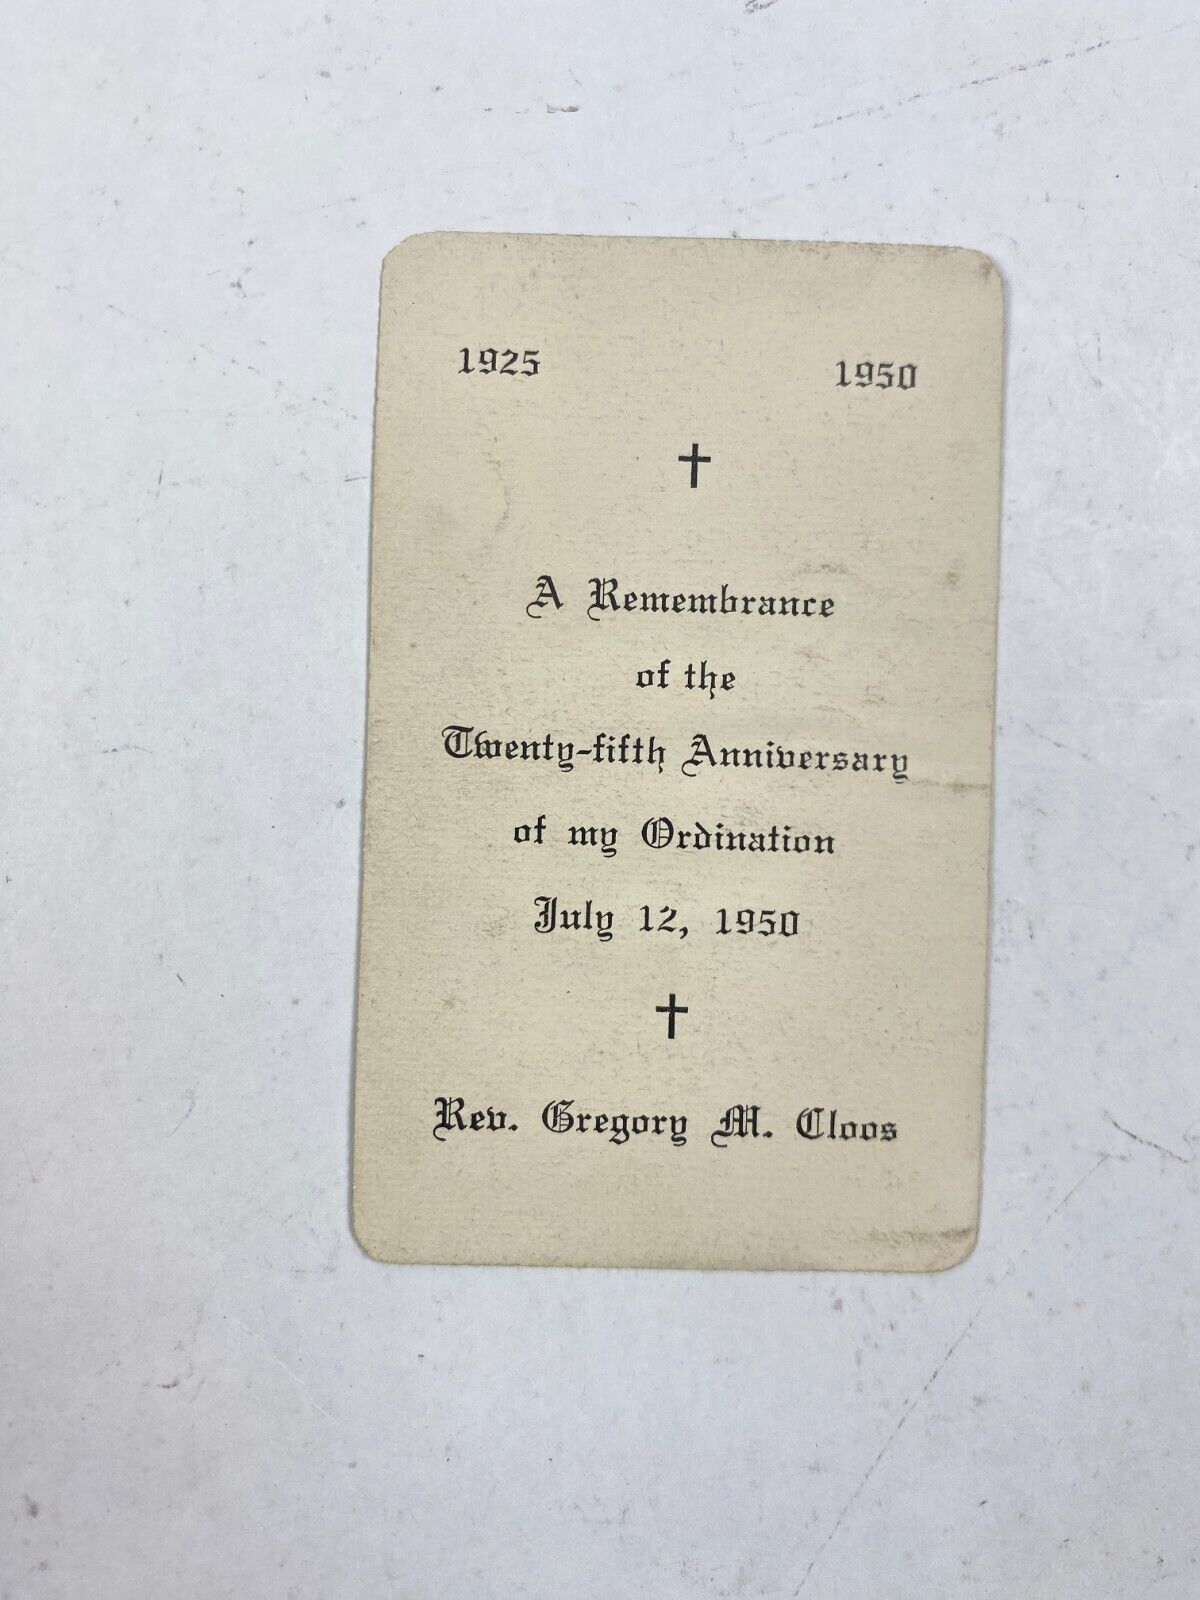 1925 1950
A Remembrance
of the
Twenty-fifth Anniversary
of my Ordination
July 12, 1950
Rev. Gregory M. Cloos